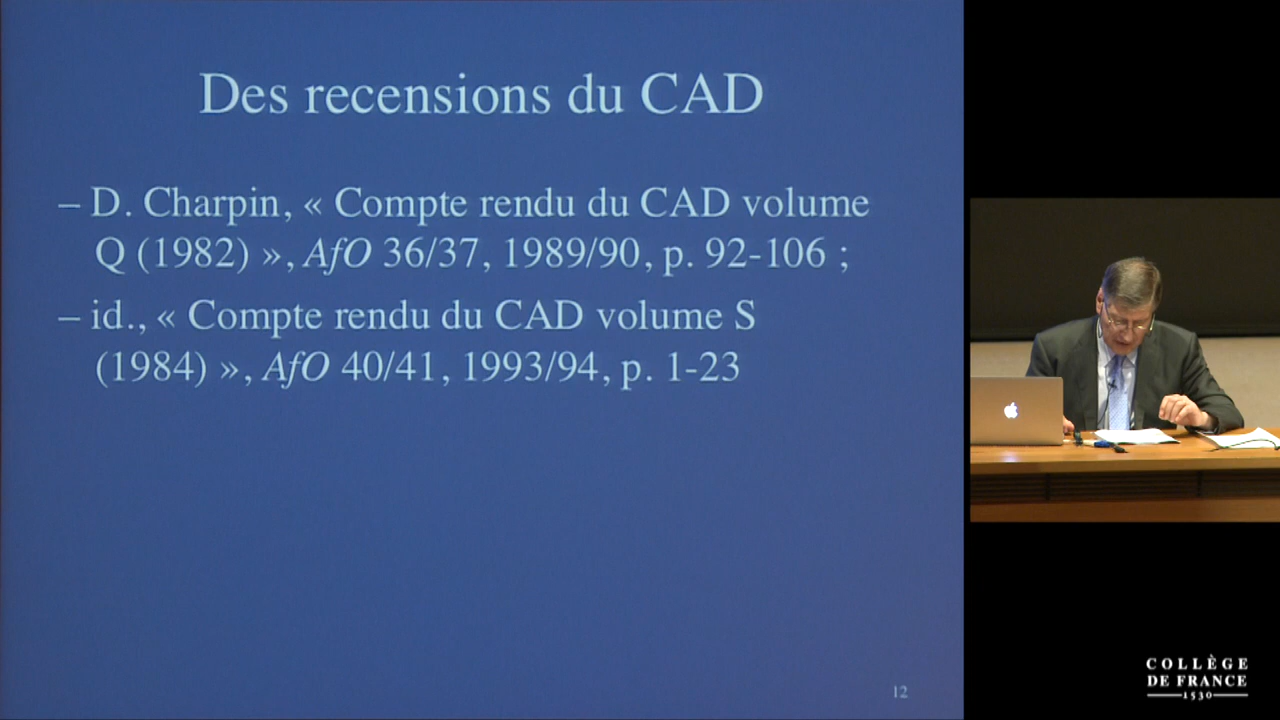 Des recensions du CAD
– D. Charpin, « Compte rendu du CAD volume
Q (1982) », AfO 36/37, 1989/90, p. 92-106 ;
– id., « Compte rendu du CAD volume S
(1984) », AfO 40/41, 1993/94, p. 1-23
12
COLLÈGE
DE FRANCE
1530